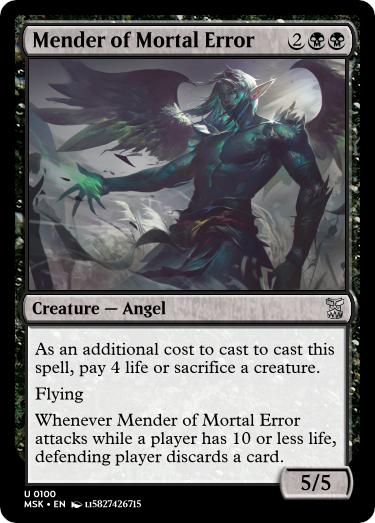 Mender of Mortal Error 2
Creature — Angel
As an additional cost to cast to cast this
spell, pay 4 life or sacrifice a creature.
Flying
Whenever Mender of Mortal Error
attacks while a player has 10 or less life,
defending player discards a card.
5/5
U 0100
MSK • EN LI5827426715